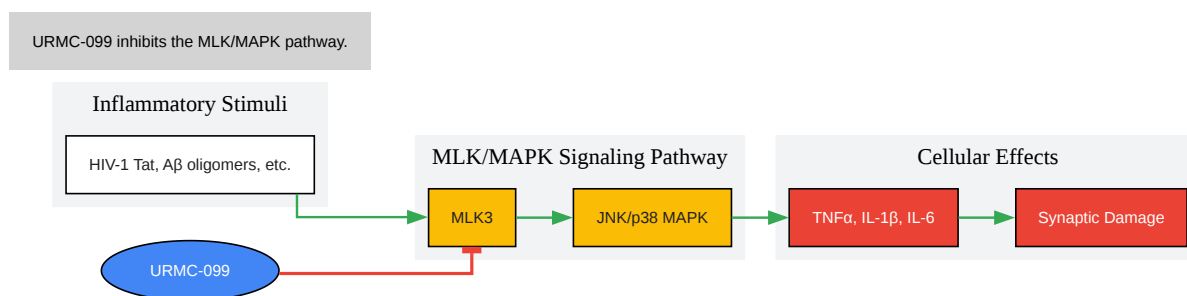 URMC-099 inhibits the MLK/MAPK pathway.
Inflammatory Stimuli
HIV-1 Tat, Aβ oligomers, etc.
MLK/MAPK Signaling Pathway
MLK3
JNK/p38 MAPK
Cellular Effects
TNFα, IL-1β, IL-6
Synaptic Damage
URMC-099